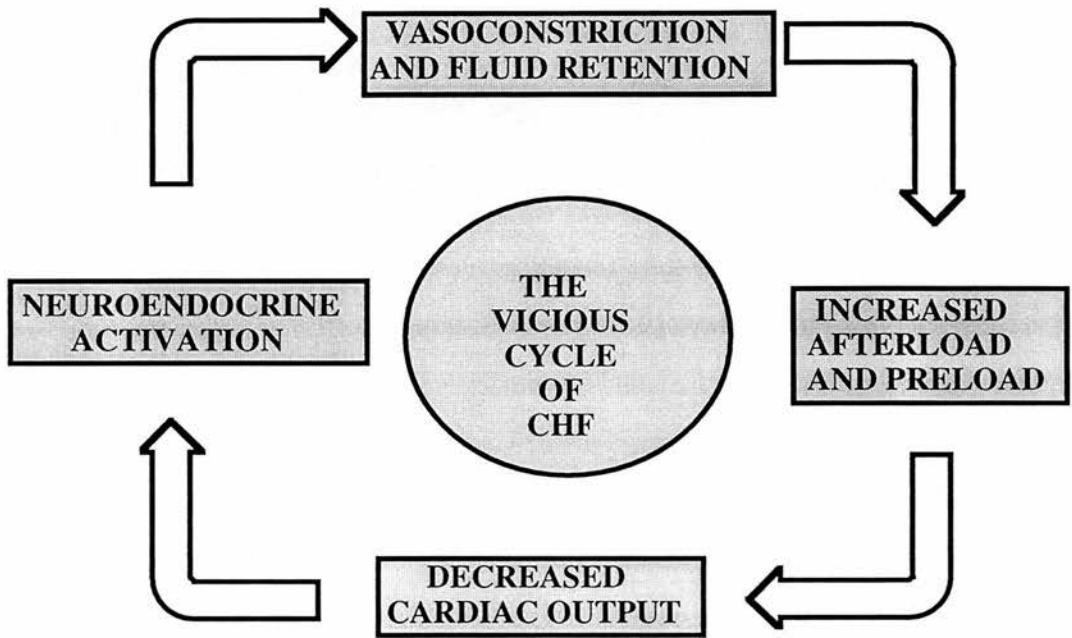 VASOCONSTRICTION
AND FLUID RETENTION
NEUROENDOCRINE
ACTIVATION
THE
VICIOUS
CYCLE
OF
CHF
INCREASED
AFTERLOAD
AND PRELOAD
DECREASED
CARDIAC OUTPUT